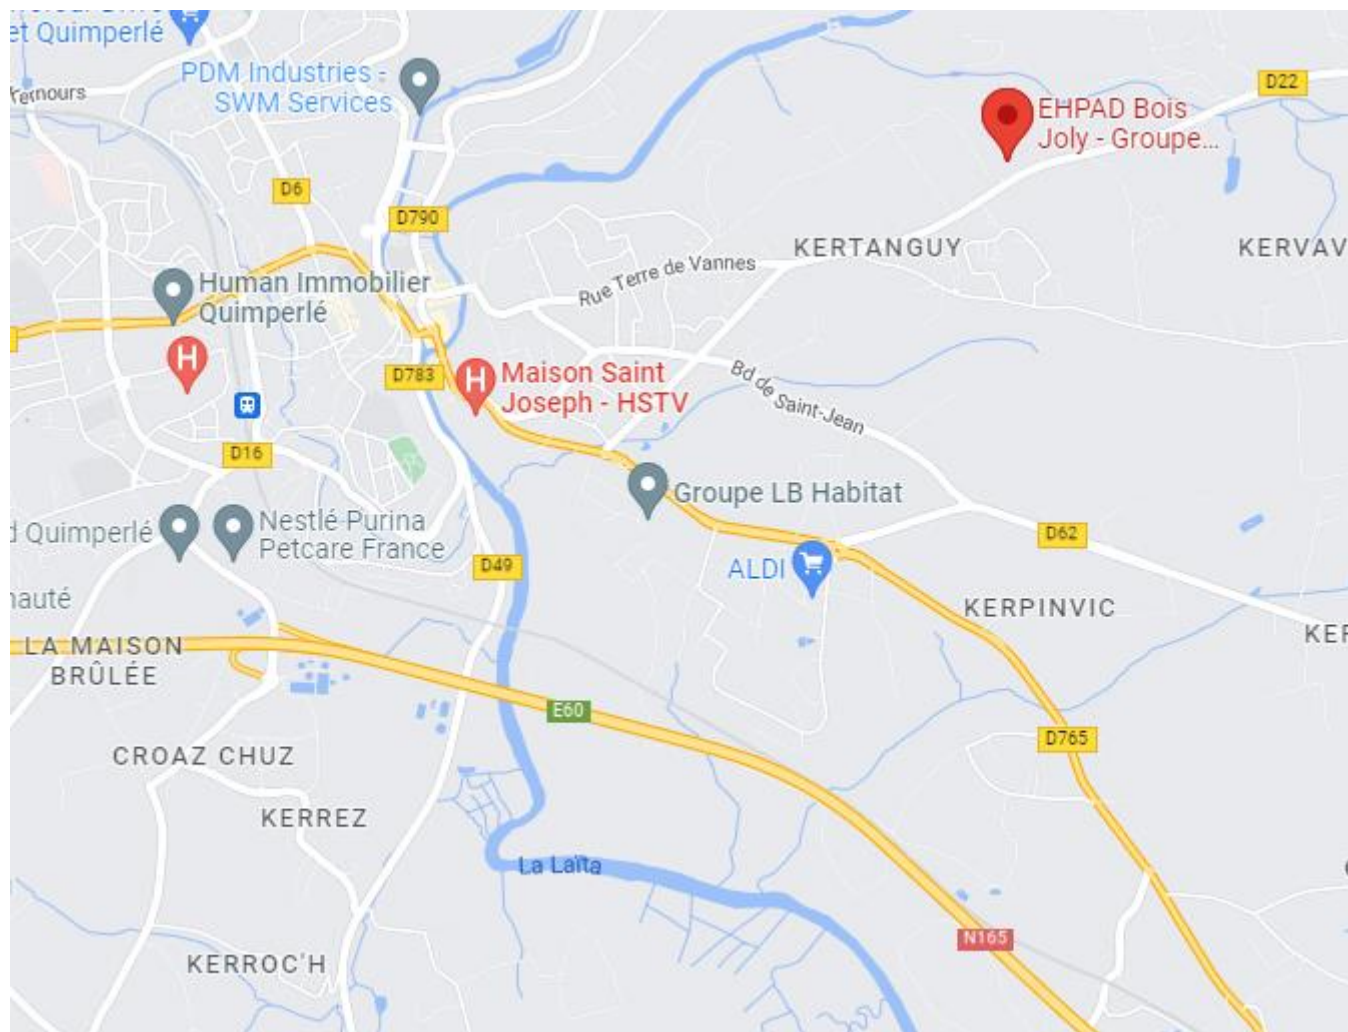 et Quimperlé
PDM Industries -
SWM Services
D22
EHPAD Bois
Joly - Groupe...
D6
D790
KERTANGUY
KERVAV
Rue Terre de Vannes
Human Immobilier
Quimperlé
H
D783
H
Maison Saint
Joseph - HSTV
Bd de Saint-Jean
D16
Groupe LB Habitat
Quimperlé
Nestlé Purina
Petcare France
D62
D49
ALDI
KERPINVIC
KER
LA MAISON
BRÛLÉE
E60
D765
CROAZ CHUZ
KERREZ
La Laïta
N165
KERROC'H